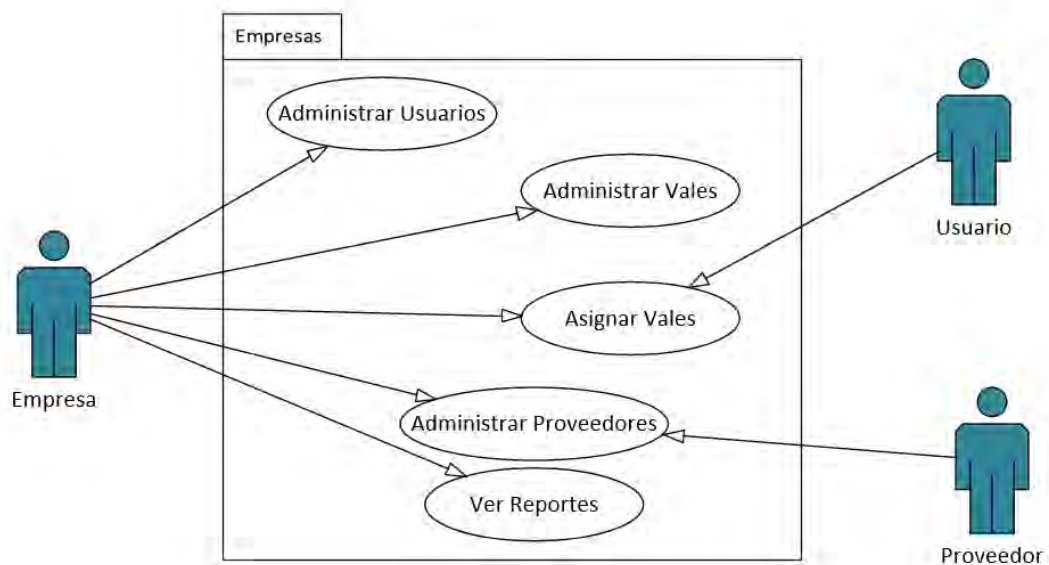 Empresas
Administrar Usuarios
Administrar Vales
Usuario
Asignar Vales
Empresa
Administrar Proveedores
Ver Reportes
Proveedor